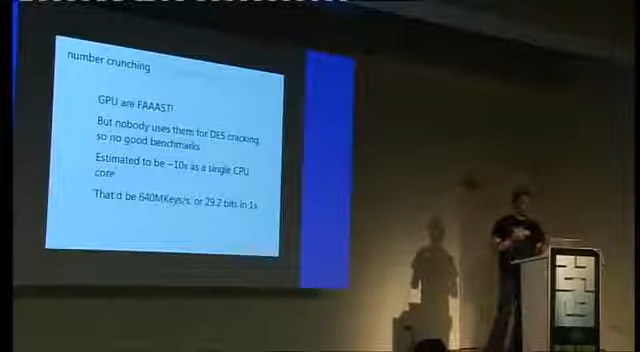 number crunching
GPU are FAAAST!
But nobody uses them for DES cracking,
so no good benchmarks
Estimated to be ~10s as a single CPU
core
That'd be 640MKeys/s, or 29.2 bits in 1s